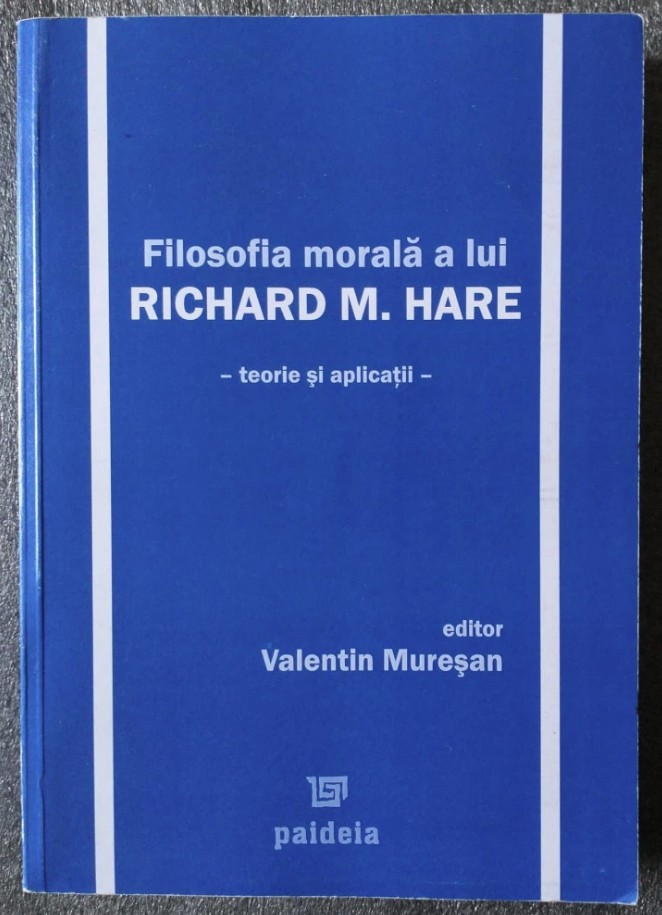 Filosofia morală a lui
RICHARD M. HARE
– teorie şi aplicaţii –
editor
Valentin Mureşan
paideia